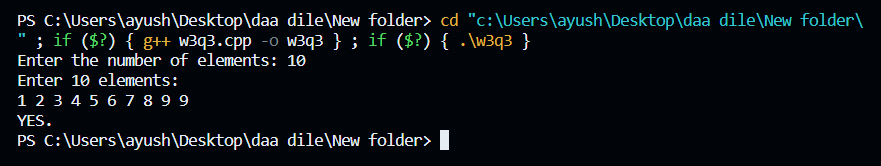 PS C:\Users\ayush\Desktop\daa dile\New folder> cd "c:\Users\ayush\Desktop\daa dile\New folder\
" ; if ($?) { g++ w3q3.cpp -o w3q3 } ; if ($?) { .\w3q3 }
Enter the number of elements: 10
Enter 10 elements:
1 2 3 4 5 6 7 8 9 9
YES.
PS C:\Users\ayush\Desktop\daa dile\New folder>